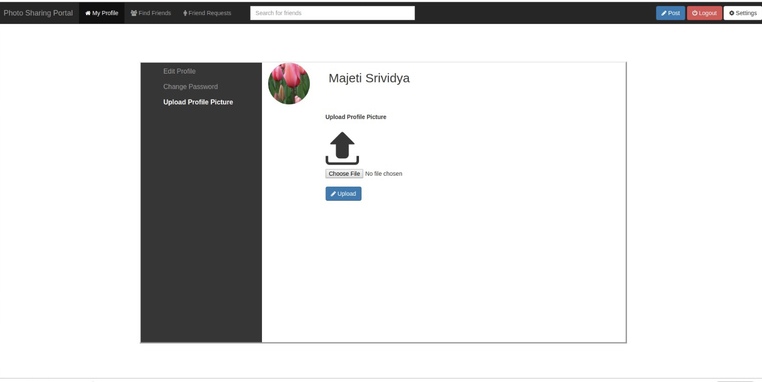 Photo Sharing Portal My Profile Find Friends Friend Requests Search for friends Post Logout Settings
Edit Profile
Change Password
Upload Profile Picture
Majeti Srividya
Upload Profile Picture
Choose File No file chosen
Upload